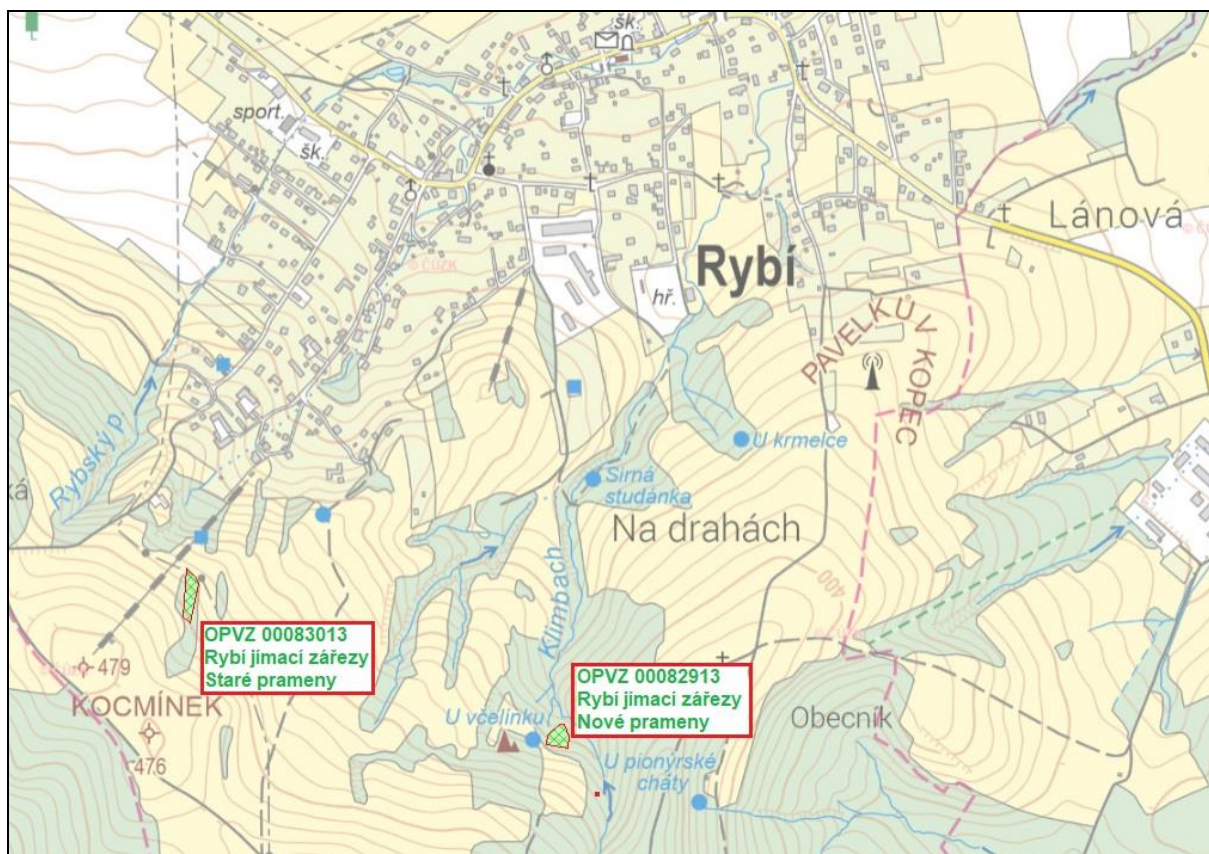 šk.
sport.
šk.
© ČÚZK
Lánová
Rybí
hř.
PAVELKŮV KOPEC
Rybský p.
U krmelce
Sirná
studánka
Na drahách
400
Klimbach
OPVZ 00083013
Rybí jímací zářezy
Staré prameny
479
KOCMÍNEK
476
OPVZ 00082913
Rybí jímací zářezy
Nové prameny
U včelínku
Obecník
U pionýrské
cháty